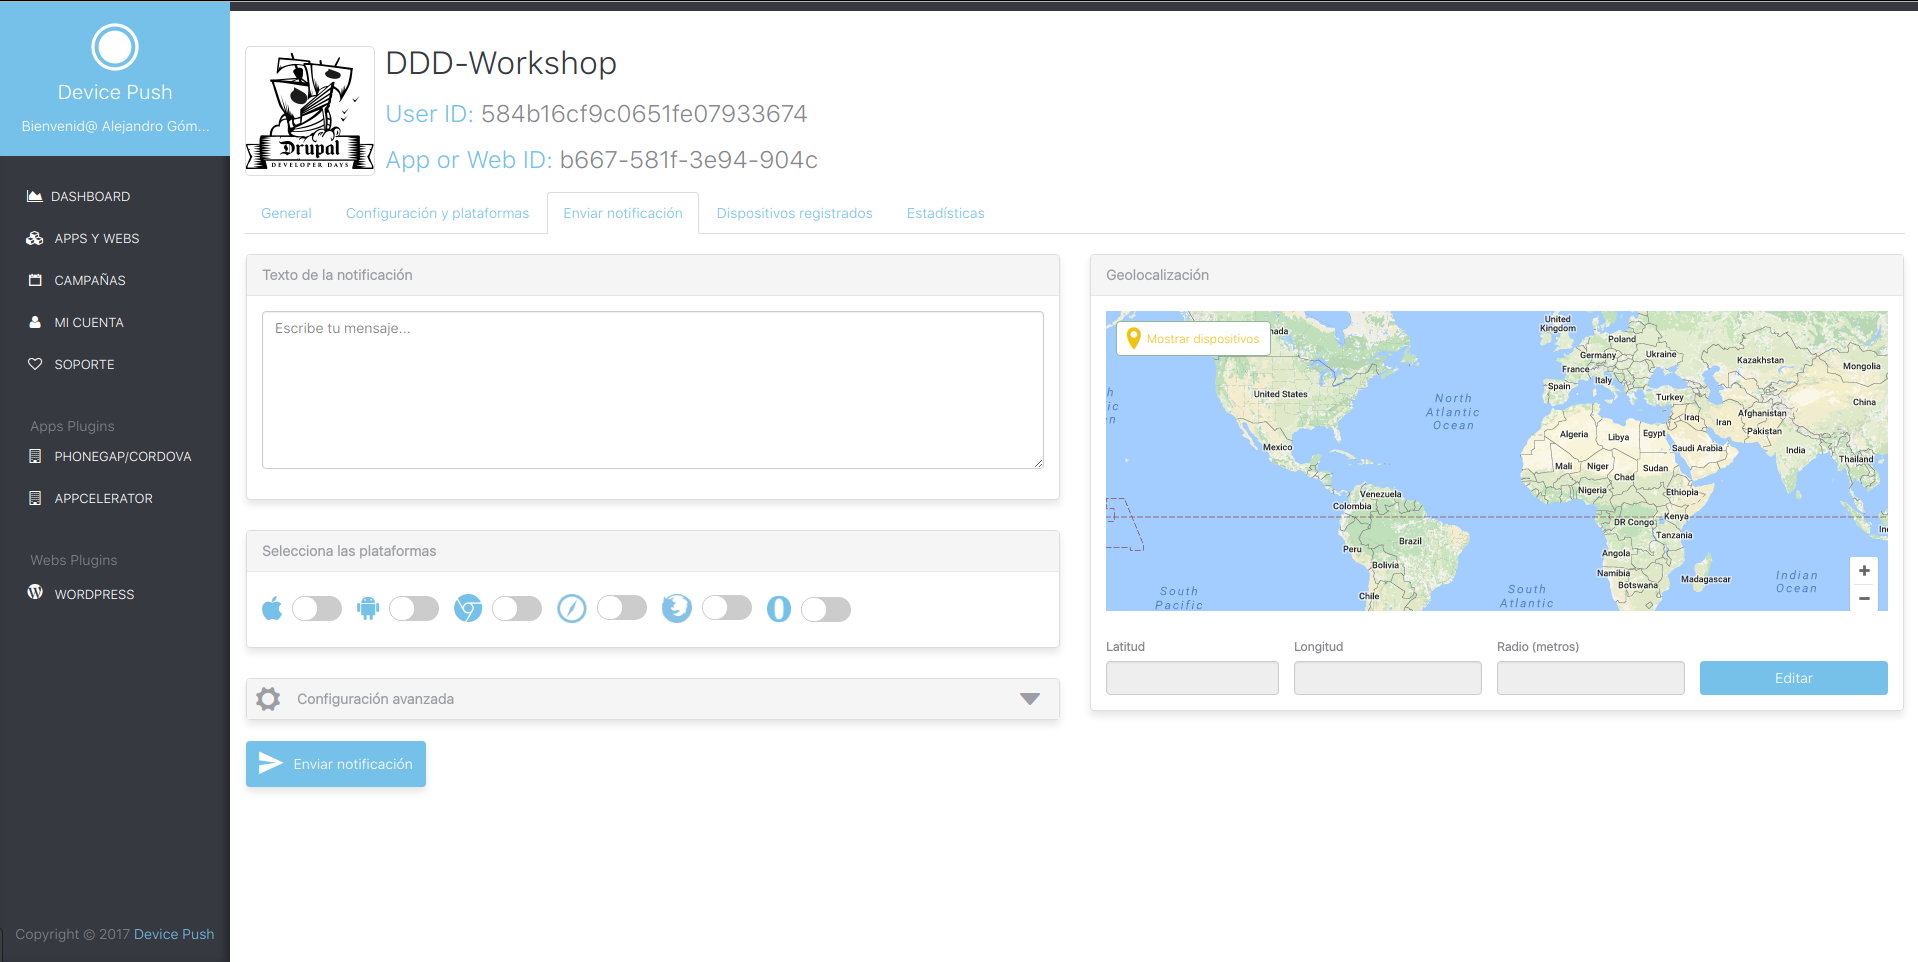 Device Push
Bienvenid@ Alejandro Góm...
DASHBOARD
APPS Y WEBS
CAMPAÑAS
MI CUENTA
SOPORTE
Apps Plugins
PHONEGAP/CORDOVA
APPCELERATOR
Webs Plugins
WORDPRESS
Copyright © 2017 Device Push
Drupal
DEVELOPER DAYS
DDD-Workshop
User ID: 584b16cf9c0651fe07933674
App or Web ID: b667-581f-3e94-904c
General Configuración y plataformas Enviar notificación Dispositivos registrados Estadísticas
Texto de la notificación
Escribe tu mensaje...
Selecciona las plataformas
Configuración avanzada
Enviar notificación
Geolocalización
Mostrar dispositivos
nada
United
Kingdom
Poland
Germany
Ukraine
Kazakhstan
France
Mongolia
Italy
Spain
United States
North
Atlantic
Ocean
Turkey
China
Afghanistan
Iraq
Iran
Pakistan
Algeria
Libya
Egypt
Saudi Arabia
Mexico
India
Thailand
Mali
Niger
Sudan
Chad
Nigeria
Ethiopia
Venezuela
Colombia
Kenya
DR Congo
In
Tanzania
Brazil
Peru
Angola
Bolivia
Namibia
Botswana
Madagascar
Indian
Ocean
Chile
South
Pacific
South
Atlantic
h
ic
n
+
−
Latitud Longitud Radio (metros)
Editar